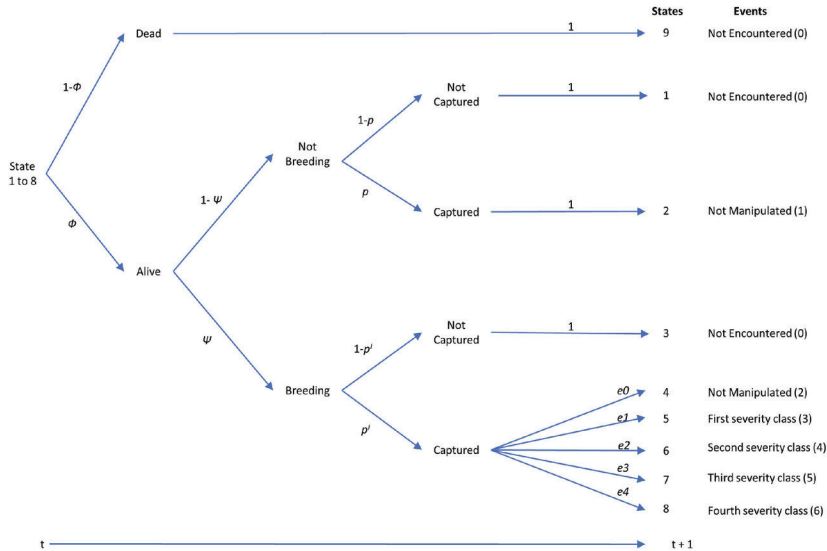 States Events
Dead 1 9 Not Encountered (0)
1-Φ
Not
Captured 1 1 Not Encountered (0)
1-p
Not
Breeding
State
1 to 8
p
1- Ψ
Captured 1 2 Not Manipulated (1)
Φ
Alive
Ψ
Not
Captured 1 3 Not Encountered (0)
1-pⁱ
Breeding
e0 4 Not Manipulated (2)
e1 5 First severity class (3)
pⁱ
Captured e2 6 Second severity class (4)
e3 7 Third severity class (5)
e4 8 Fourth severity class (6)
t t + 1